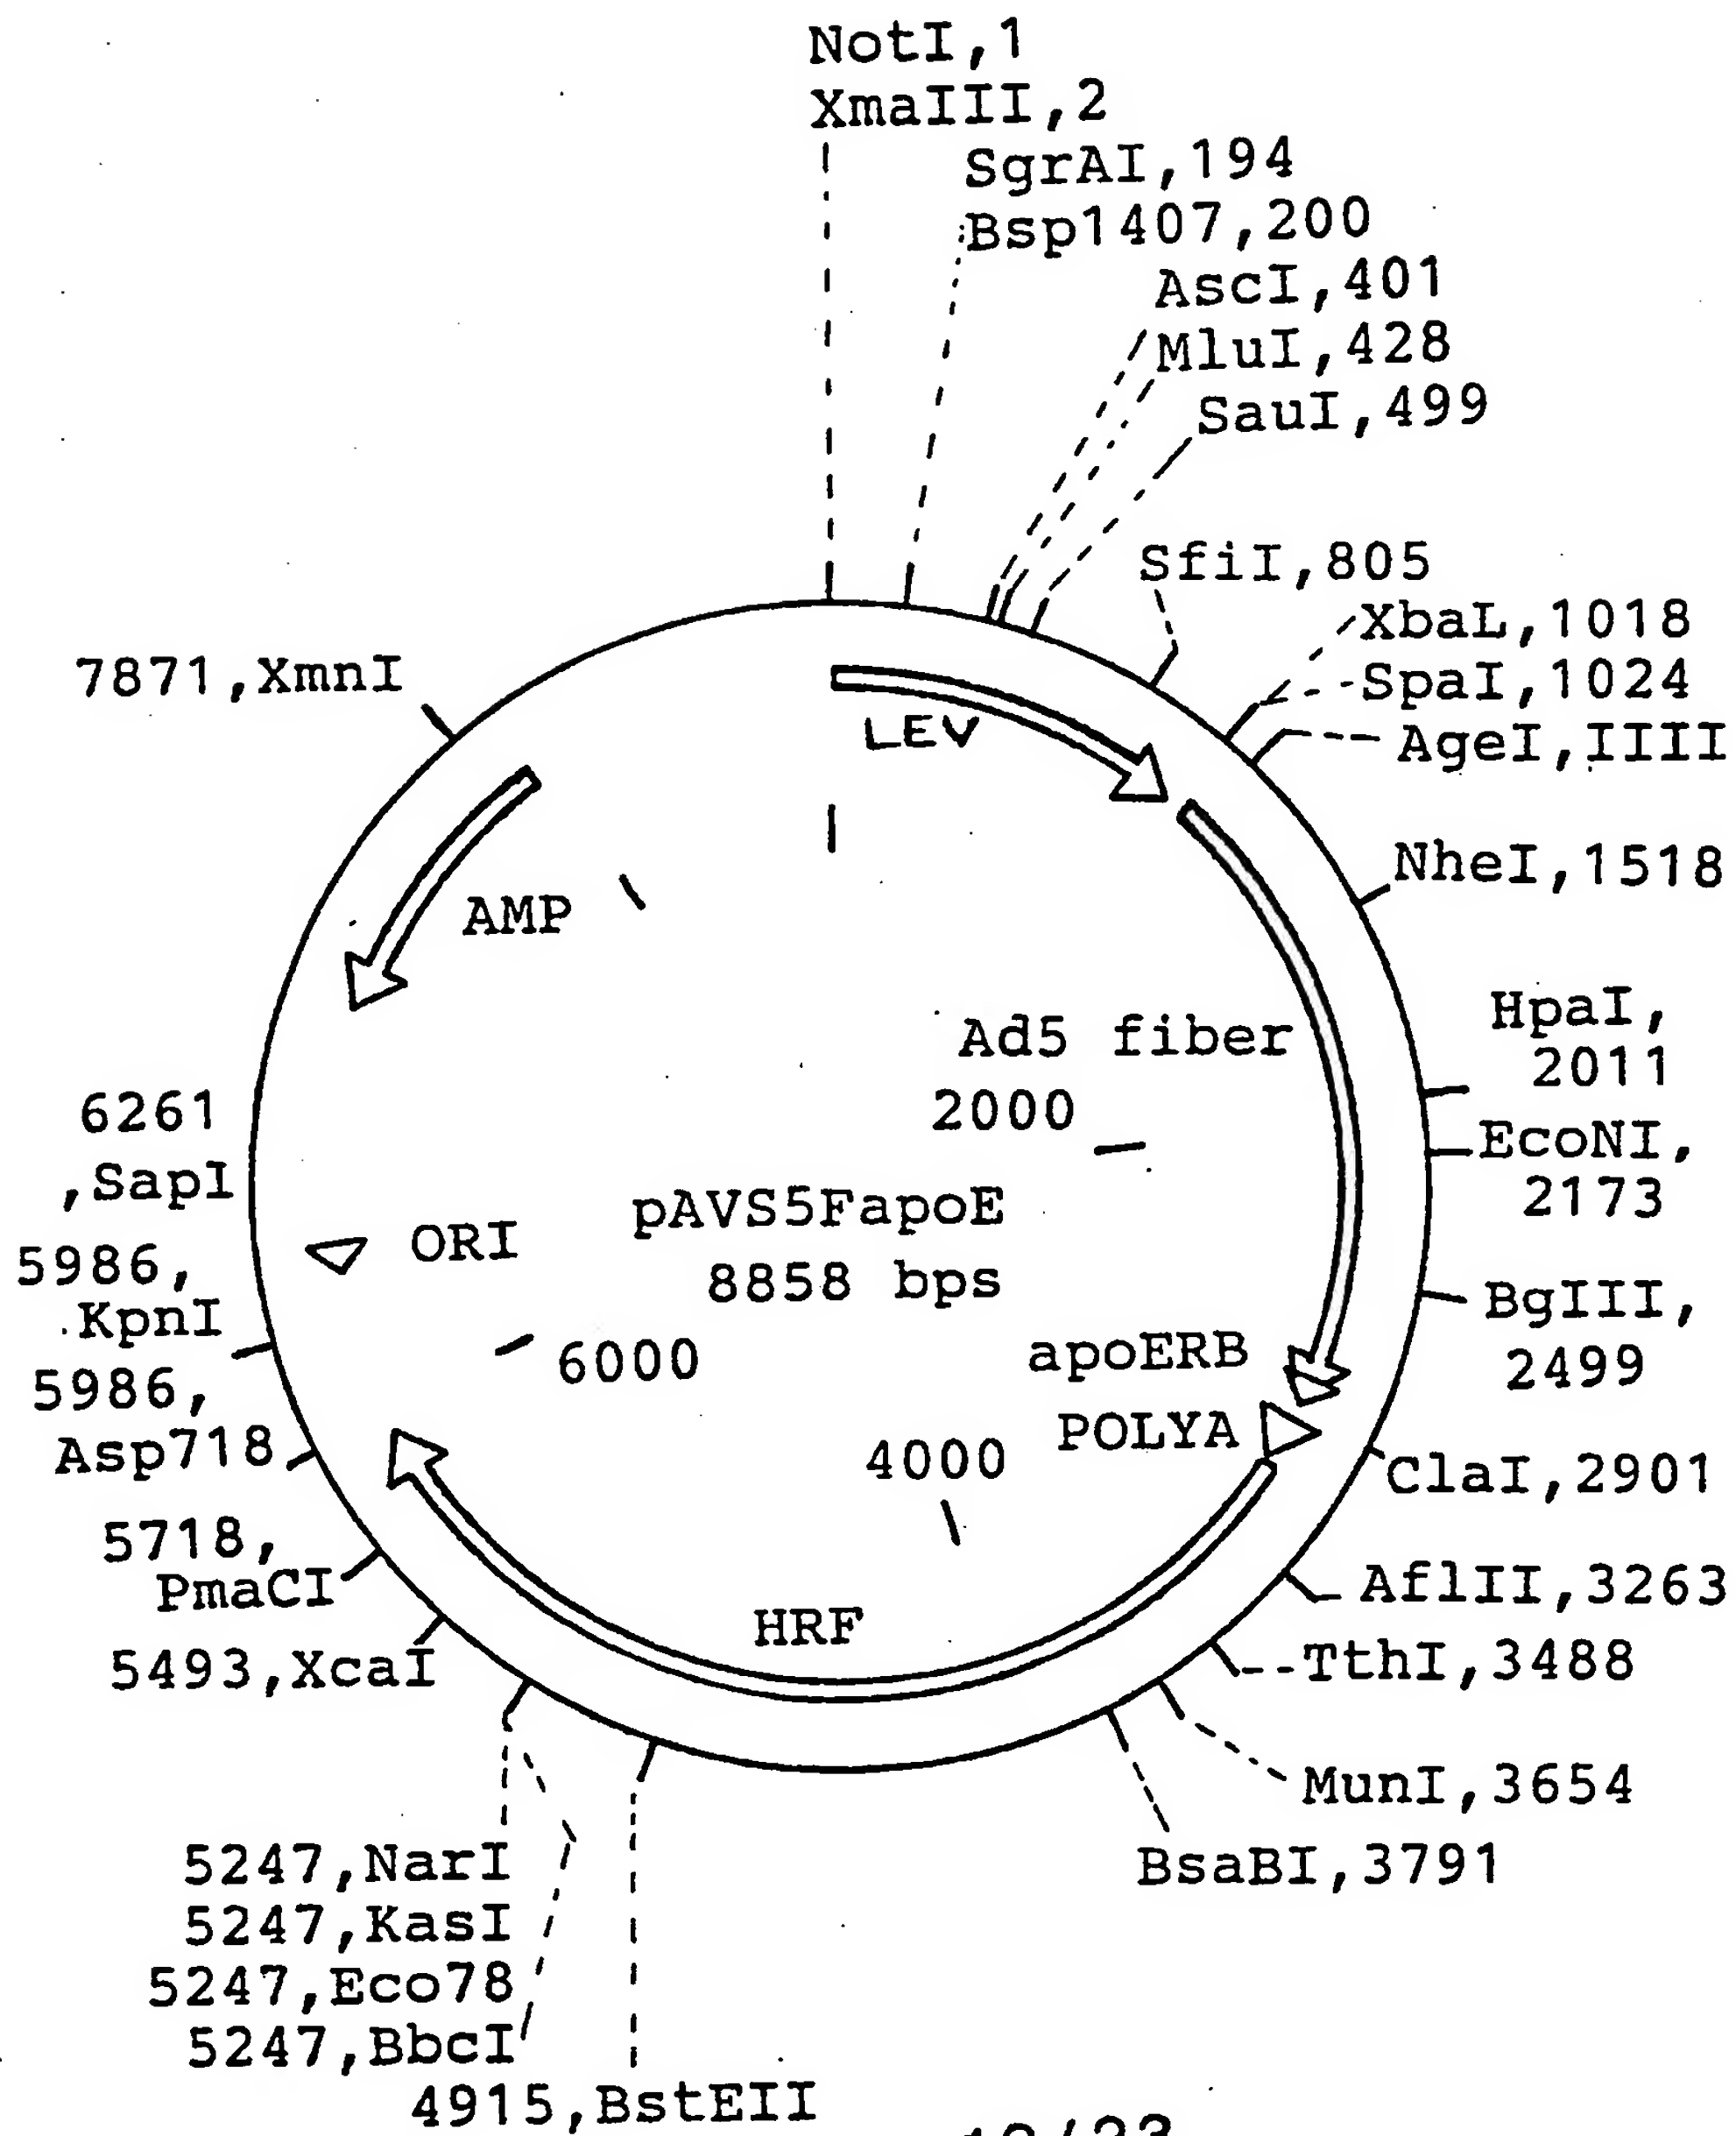 NotI,1
XmaIII,2
SgrAI,194
Bsp1407,200
AscI,401
MluI,428
SauI,499
SfiI,805
XbaL,1018
SpaI,1024
AgeI,IIII
7871,XmnI
LEV
NheI,1518
AMP
HpaI,
2011
Ad5 fiber
2000
EcoNI,
2173
6261
,SapI
pAVS5FapoE
8858 bps
ORI
5986,
KpnI
BgIII,
2499
apoERB
6000
5986,
Asp718
POLYA
4000
ClaI,2901
5718,
PmaCI
AflII,3263
HRF
5493,XcaI
TthI,3488
MunI,3654
BsaBI,3791
5247,NarI
5247,KasI
5247,Eco78
5247,BbcI
4915,BstEII